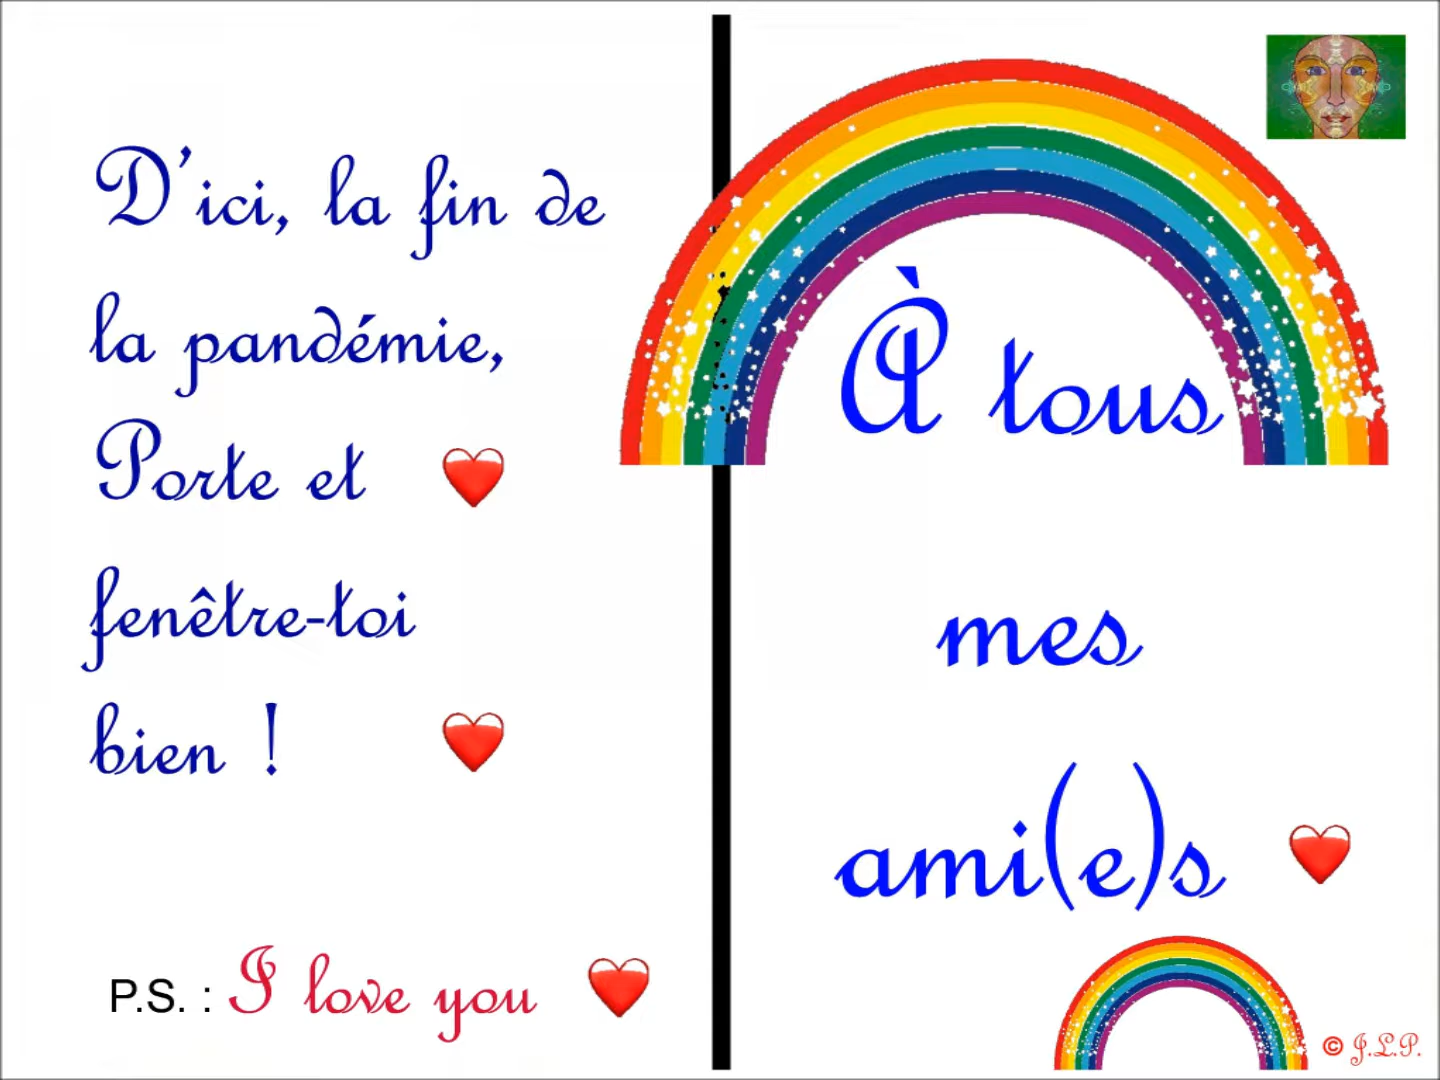 D'ici, la fin de
la pandémie,
Porte et
fenêtre-toi
bien !
P.S. : I love you
À tous
mes
ami(e)s
© J.L.P.